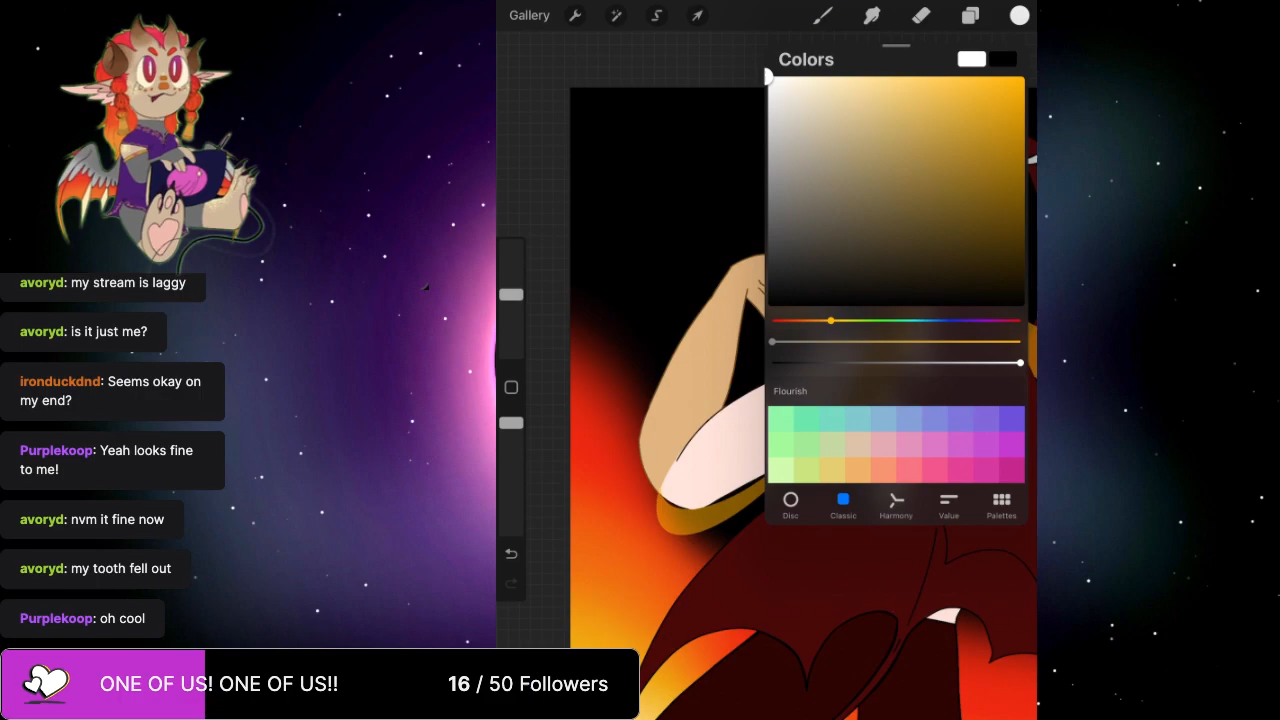 Gallery
Colors
avoryd: my stream is laggy
avoryd: is it just me?
ironduckdnd: Seems okay on
my end?
Purplekoop: Yeah looks fine
to me!
avoryd: nvm it fine now
avoryd: my tooth fell out
Purplekoop: oh cool
Flourish
Disc
Classic
Harmony
Value
Palettes
ONE OF US! ONE OF US!!
16 / 50 Followers